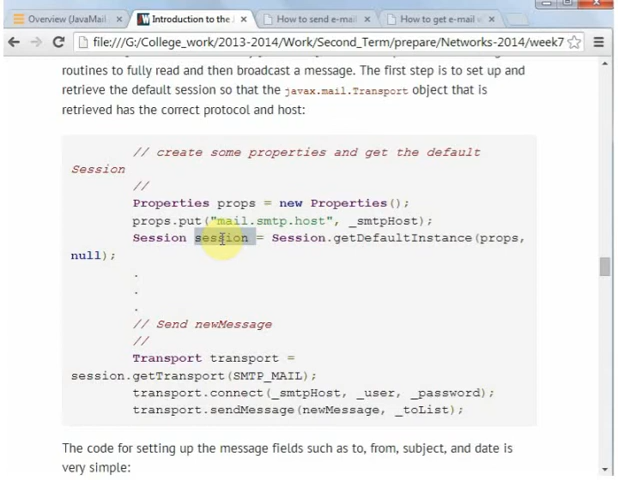 Overview (JavaMail
Introduction to the J
How to send e-mail
How to get e-mail
file:///G:/College_work/2013-2014/Work/Second_Term/prepare/Networks-2014/week7
routines to fully read and then broadcast a message. The first step is to set up and
retrieve the default session so that the javax.mail.Transport object that is
retrieved has the correct protocol and host:
// create some properties and get the default
Session
//
Properties props = new Properties();
props.put("mail.smtp.host", _smtpHost);
Session session = Session.getDefaultInstance(props,
null);
.
.
.
// Send newMessage
//
Transport transport =
session.getTransport(SMTP_MAIL);
transport.connect(_smtpHost, _user, _password);
transport.sendMessage(newMessage, _toList);
The code for setting up the message fields such as to, from, subject, and date is
very simple: